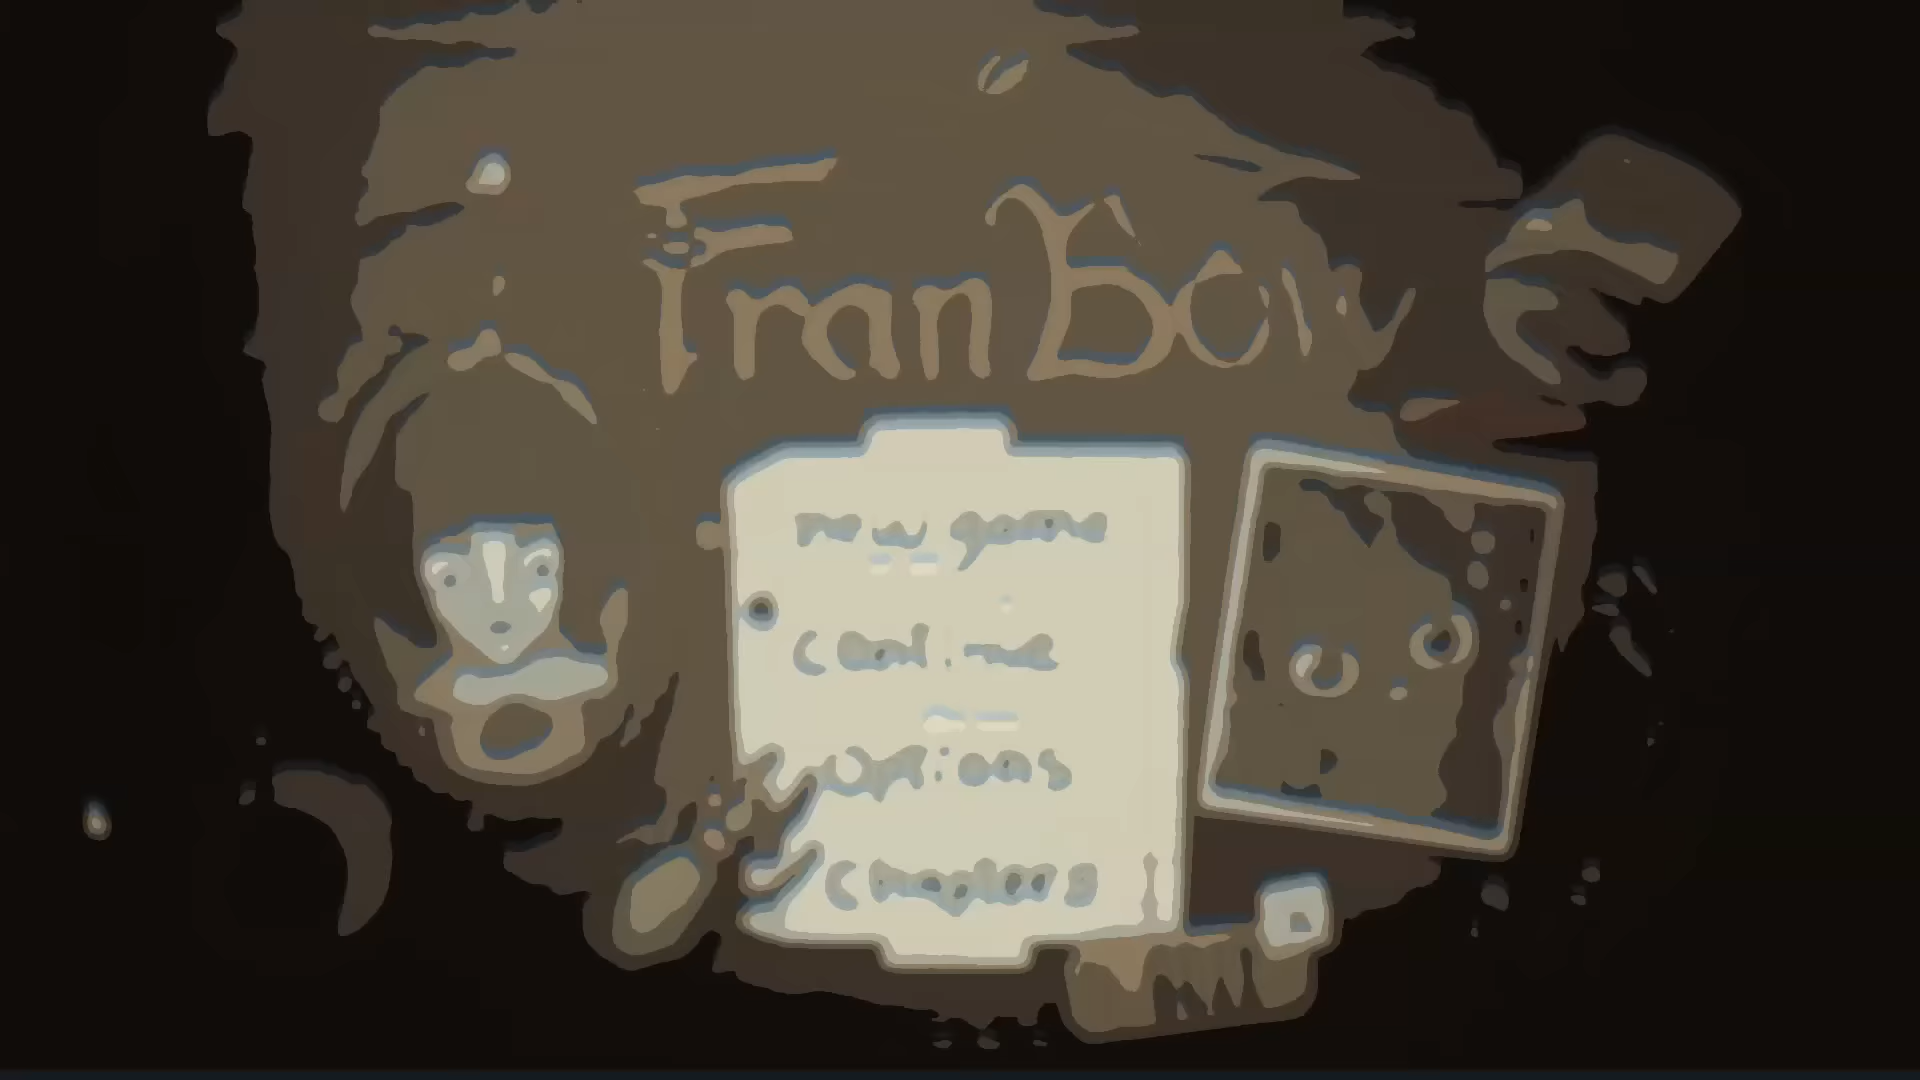 Fran Bow
new game
continue
options
chapters